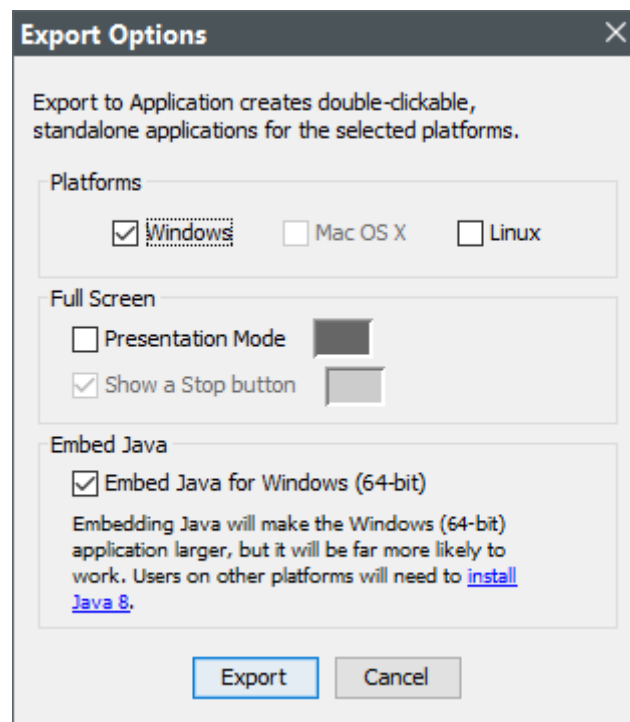 Export Options
Export to Application creates double-clickable,
standalone applications for the selected platforms.
Platforms
Windows Mac OS X Linux
Full Screen
Presentation Mode
Show a Stop button
Embed Java
Embed Java for Windows (64-bit)
Embedding Java will make the Windows (64-bit)
application larger, but it will be far more likely to
work. Users on other platforms will need to install
Java 8.
Export Cancel